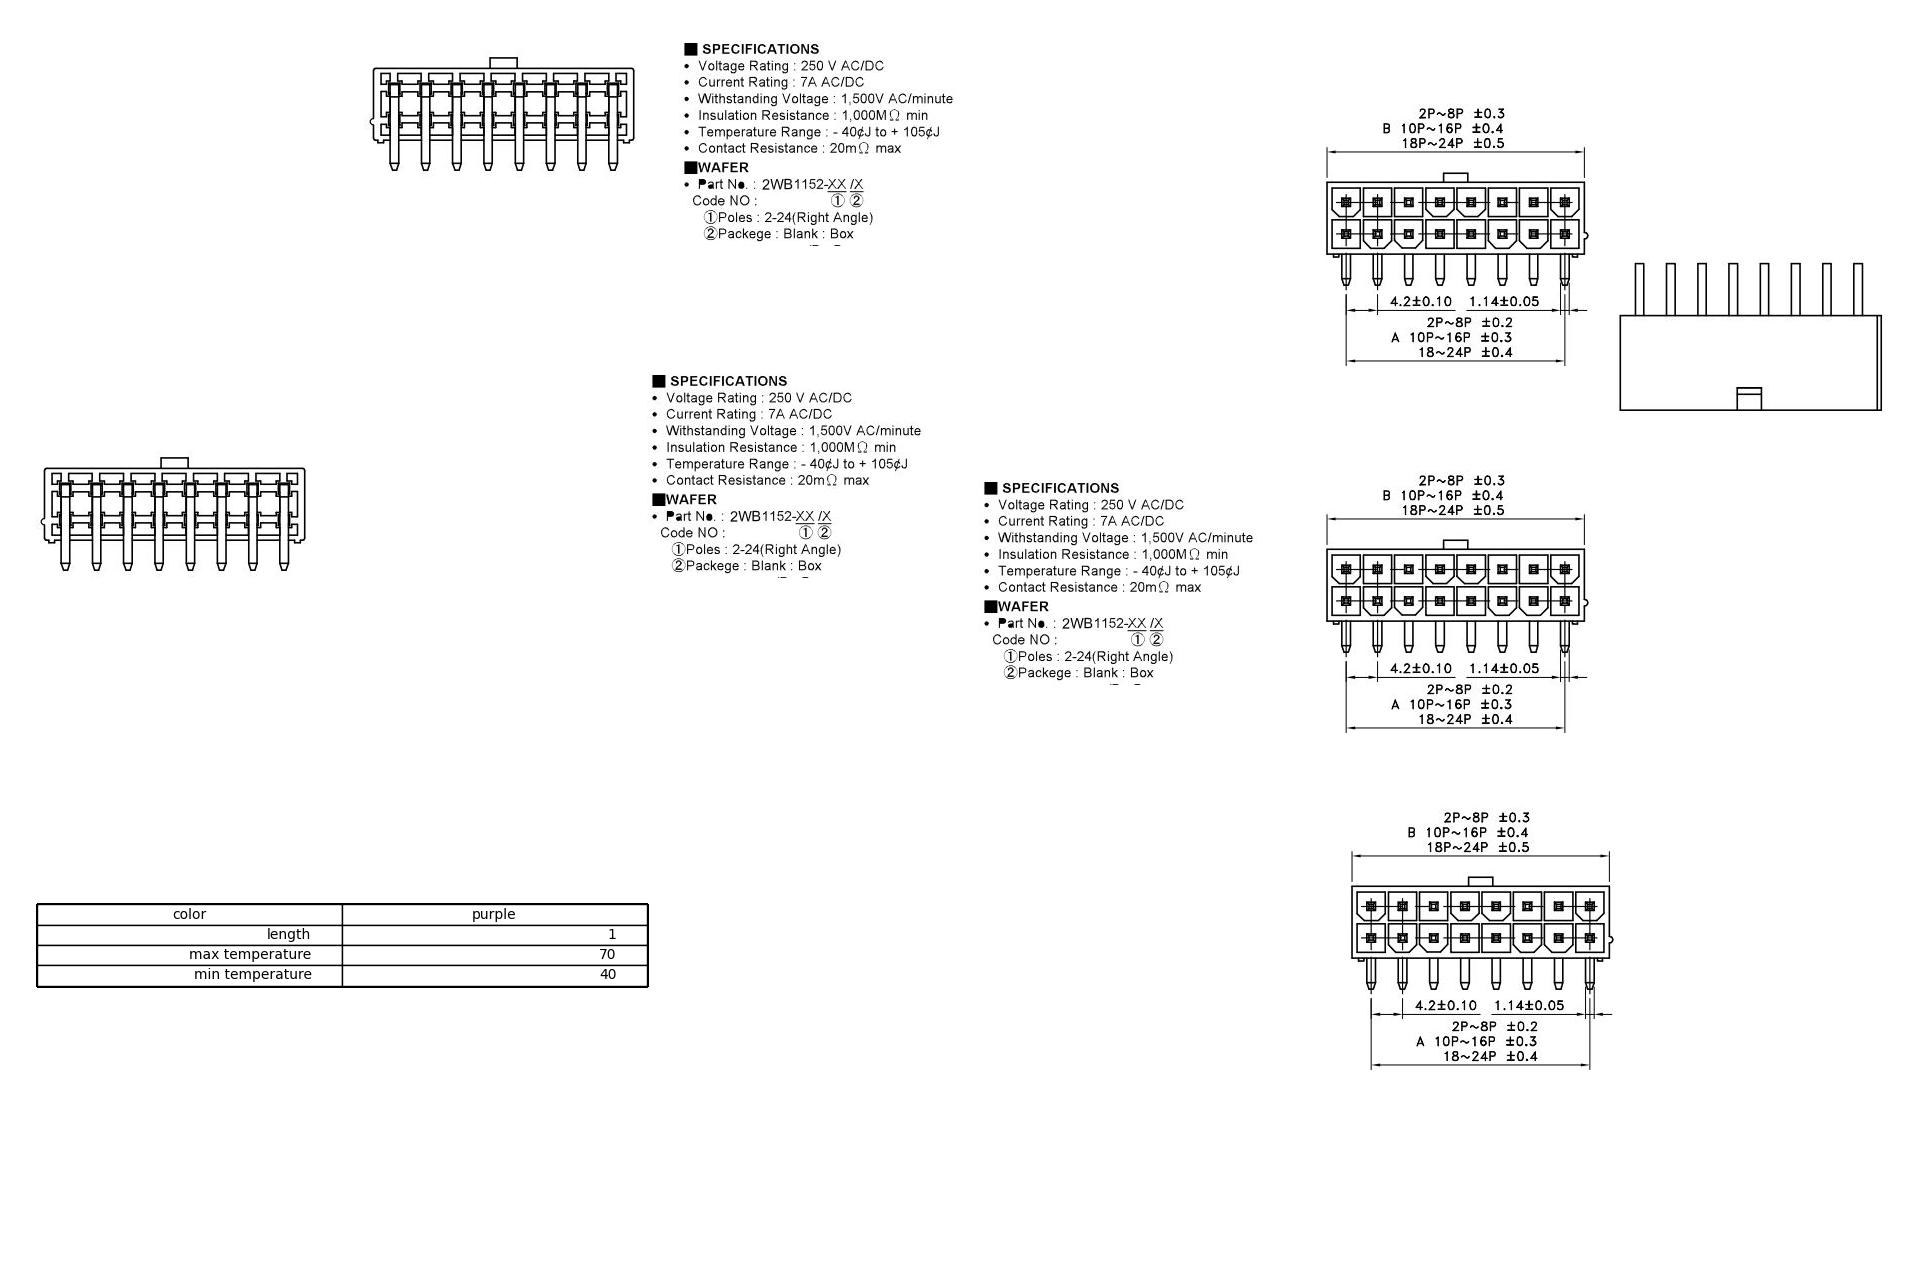 ■ SPECIFICATIONS
• Voltage Rating : 250 V AC/DC
• Current Rating : 7A AC/DC
• Withstanding Voltage : 1,500V AC/minute
• Insulation Resistance : 1,000MΩ min
• Temperature Range : - 40¢J to + 105¢J
• Contact Resistance : 20mΩ max
■WAFER
• Part No. : 2WB1152-XX /X
Code NO : ① ②
①Poles : 2-24(Right Angle)
②Packege : Blank : Box
2P~8P ±0.3
B 10P~16P ±0.4
18P~24P ±0.5
4.2±0.10 1.14±0.05
2P~8P ±0.2
A 10P~16P ±0.3
18~24P ±0.4
■ SPECIFICATIONS
• Voltage Rating : 250 V AC/DC
• Current Rating : 7A AC/DC
• Withstanding Voltage : 1,500V AC/minute
• Insulation Resistance : 1,000MΩ min
• Temperature Range : - 40¢J to + 105¢J
• Contact Resistance : 20mΩ max
■WAFER
• Part No. : 2WB1152-XX /X
Code NO : ① ②
①Poles : 2-24(Right Angle)
②Packege : Blank : Box
■ SPECIFICATIONS
• Voltage Rating : 250 V AC/DC
• Current Rating : 7A AC/DC
• Withstanding Voltage : 1,500V AC/minute
• Insulation Resistance : 1,000MΩ min
• Temperature Range : - 40¢J to + 105¢J
• Contact Resistance : 20mΩ max
■WAFER
• Part No. : 2WB1152-XX /X
Code NO : ① ②
①Poles : 2-24(Right Angle)
②Packege : Blank : Box
2P~8P ±0.3
B 10P~16P ±0.4
18P~24P ±0.5
4.2±0.10 1.14±0.05
2P~8P ±0.2
A 10P~16P ±0.3
18~24P ±0.4
2P~8P ±0.3
B 10P~16P ±0.4
18P~24P ±0.5
4.2±0.10 1.14±0.05
2P~8P ±0.2
A 10P~16P ±0.3
18~24P ±0.4
color purple
length 1
max temperature 70
min temperature 40